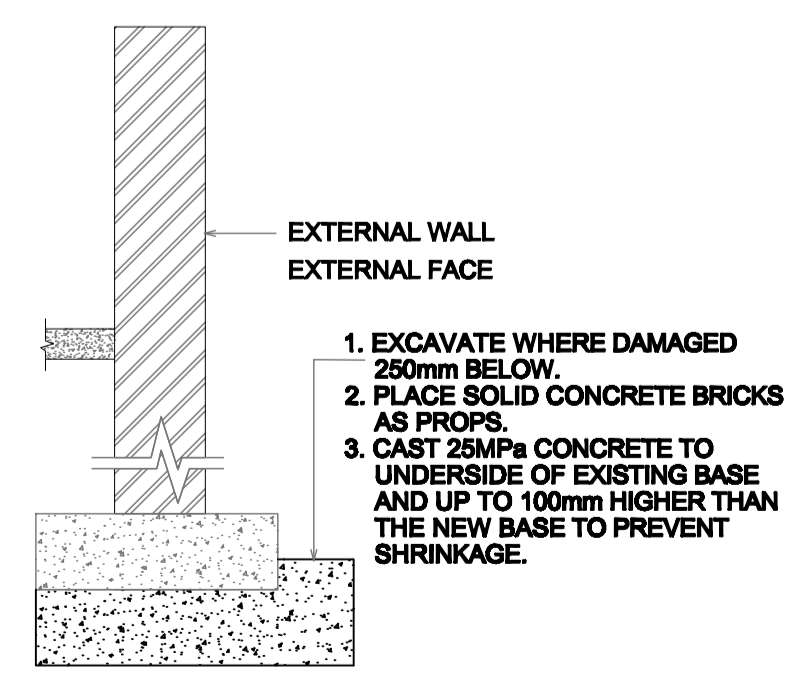 EXTERNAL WALL
EXTERNAL FACE
1. EXCAVATE WHERE DAMAGED
250mm BELOW.
2. PLACE SOLID CONCRETE BRICKS
AS PROPS.
3. CAST 25MPa CONCRETE TO
UNDERSIDE OF EXISTING BASE
AND UP TO 100mm HIGHER THAN
THE NEW BASE TO PREVENT
SHRINKAGE.